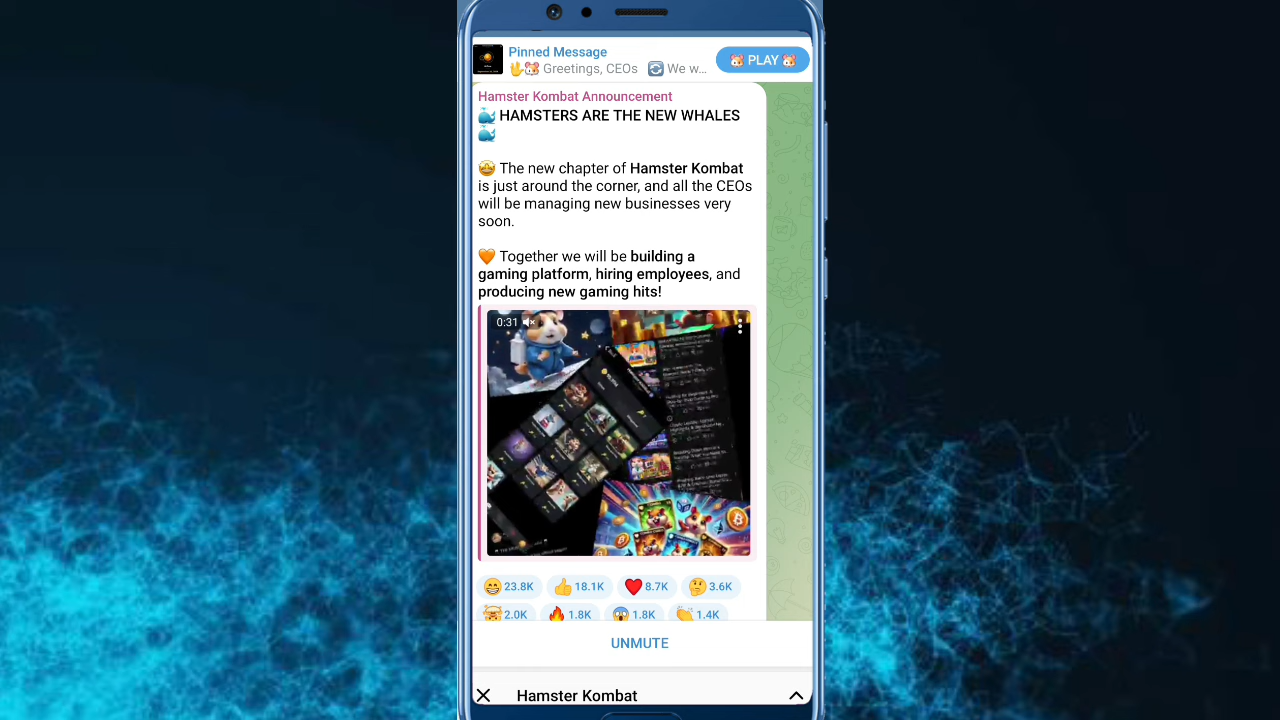 Pinned Message
🖖🐹 Greetings, CEOs 🔄 We w...
🐹 PLAY 🐹
Hamster Kombat Announcement
🐳 HAMSTERS ARE THE NEW WHALES
🐳
🤩 The new chapter of Hamster Kombat
is just around the corner, and all the CEOs
will be managing new businesses very
soon.
🧡 Together we will be building a
gaming platform, hiring employees, and
producing new gaming hits!
0:31
😁 23.8K 👍 18.1K ❤️ 8.7K 🤔 3.6K
2.0K 🔥 1.8K 😱 1.8K 👏 1.4K
UNMUTE
Hamster Kombat